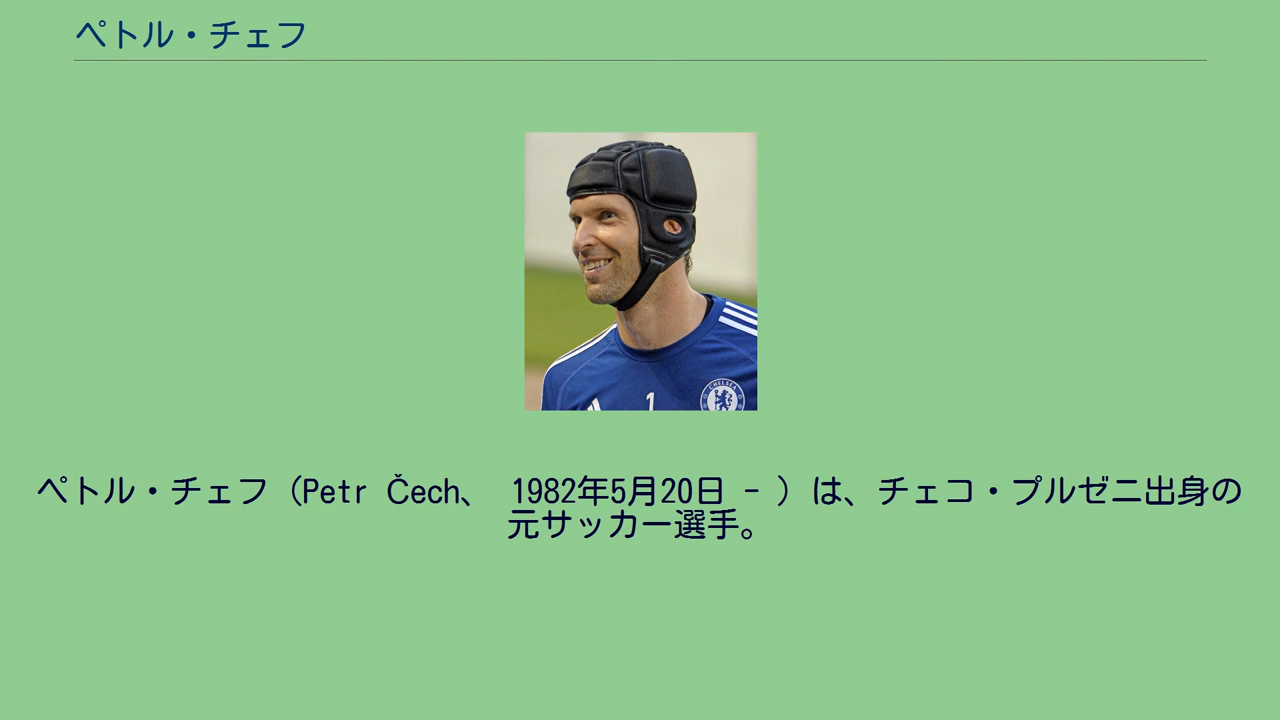 ペトル・チェフ
CHELSEA
1
ペトル・チェフ（Petr Čech、 1982年5月20日 - ）は、チェコ・プルゼニ出身の
元サッカー選手。